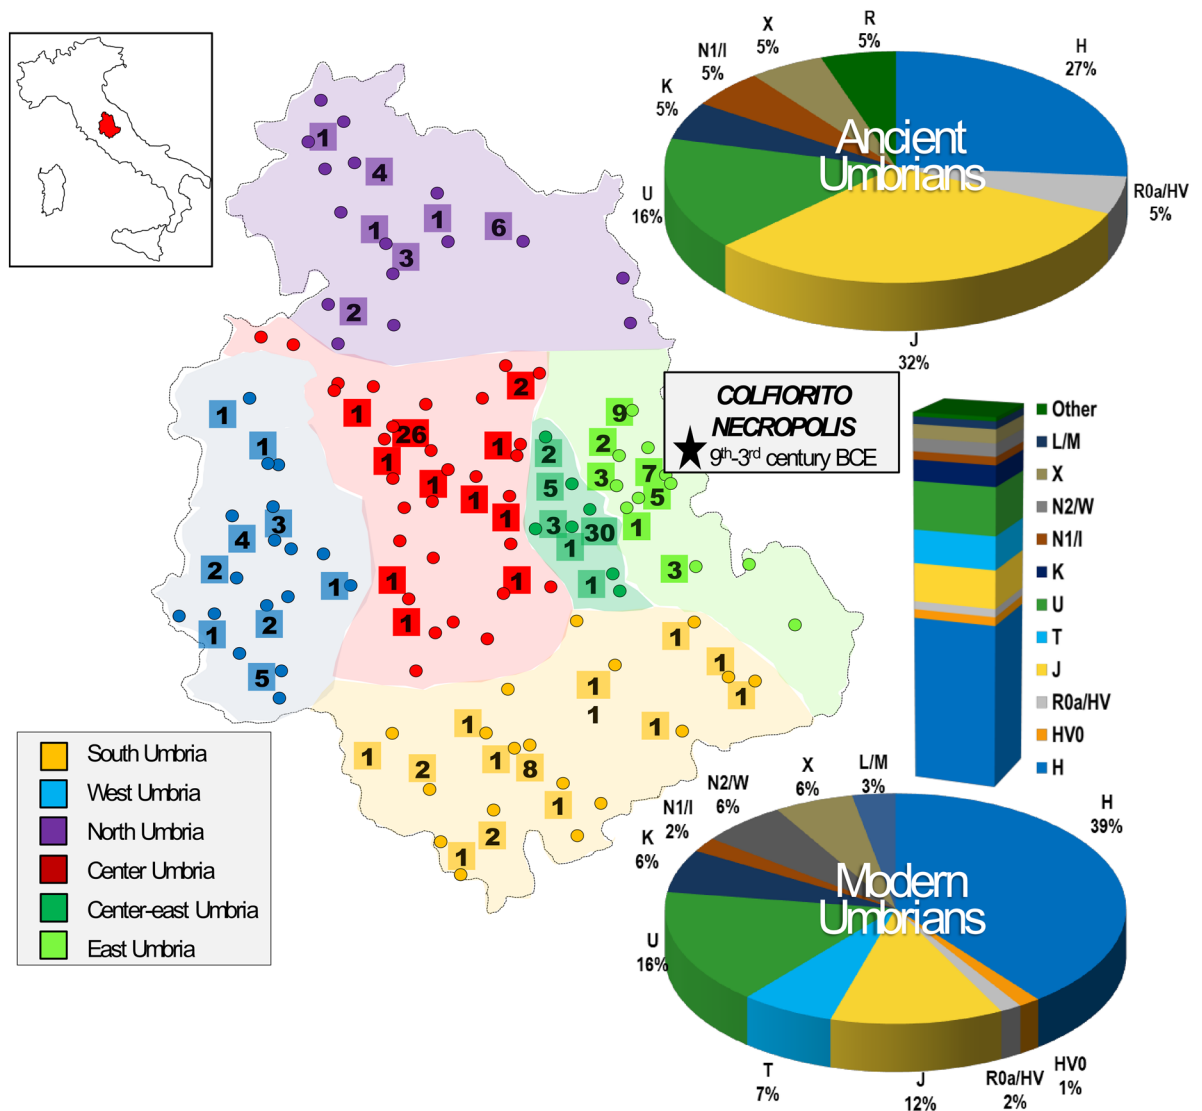 X
5%
R
5%
H
27%
N1/I
5%
K
5%
Ancient
Umbrians
U
16%
R0a/HV
5%
J
32%
1
4
1
1
6
3
2
COLFIORITO
NECROPOLIS
9th-3rd century BCE
1
1
3
4
2
1
2
1
5
2
1
26
1
1
1
1
1
1
1
1
9
2
7
3
5
1
3
2
5
3
30
1
1
1
1
1
1
1
1
1
1
1
2
8
1
2
1
Other
L/M
X
N2/W
N1/I
K
U
T
J
R0a/HV
HV0
H
South Umbria
West Umbria
North Umbria
Center Umbria
Center-east Umbria
East Umbria
X
6%
L/M
3%
N2/W
6%
H
39%
N1/I
2%
K
6%
Modern
Umbrians
U
16%
T
7%
J
12%
R0a/HV
2%
HV0
1%